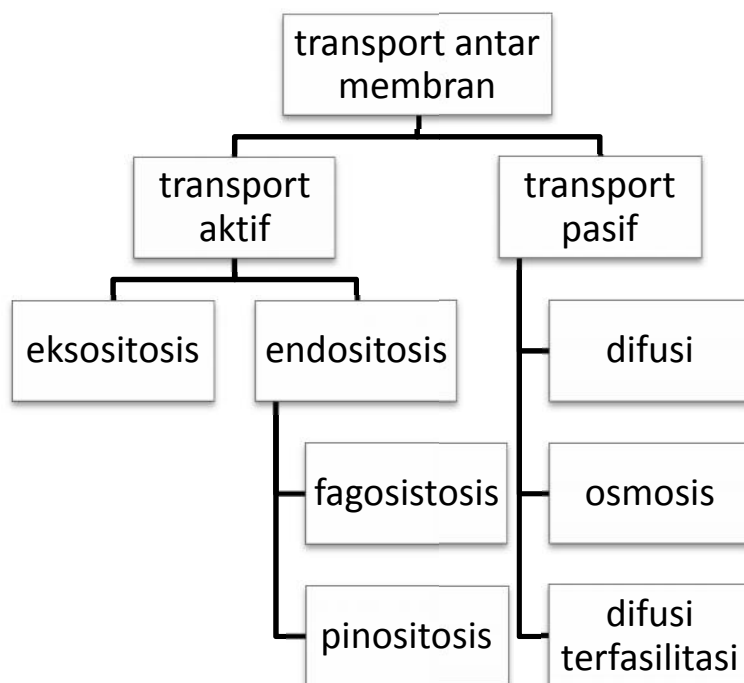 transport antar
membran
transport
aktif
transport
pasif
eksositosis
endositosis
difusi
fagosistosis
osmosis
pinositosis
difusi
terfasilitasi